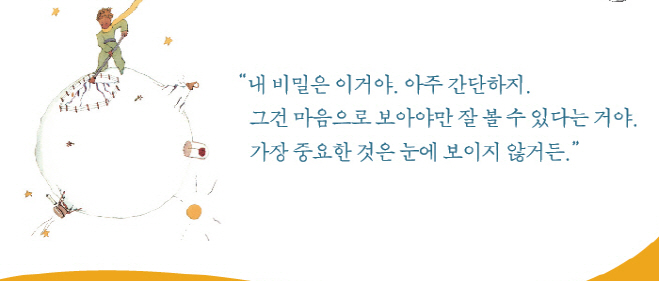 “내 비밀은 이거야. 아주 간단하지.
그건 마음으로 보아야만 잘 볼 수 있다는 거야.
가장 중요한 것은 눈에 보이지 않거든.”